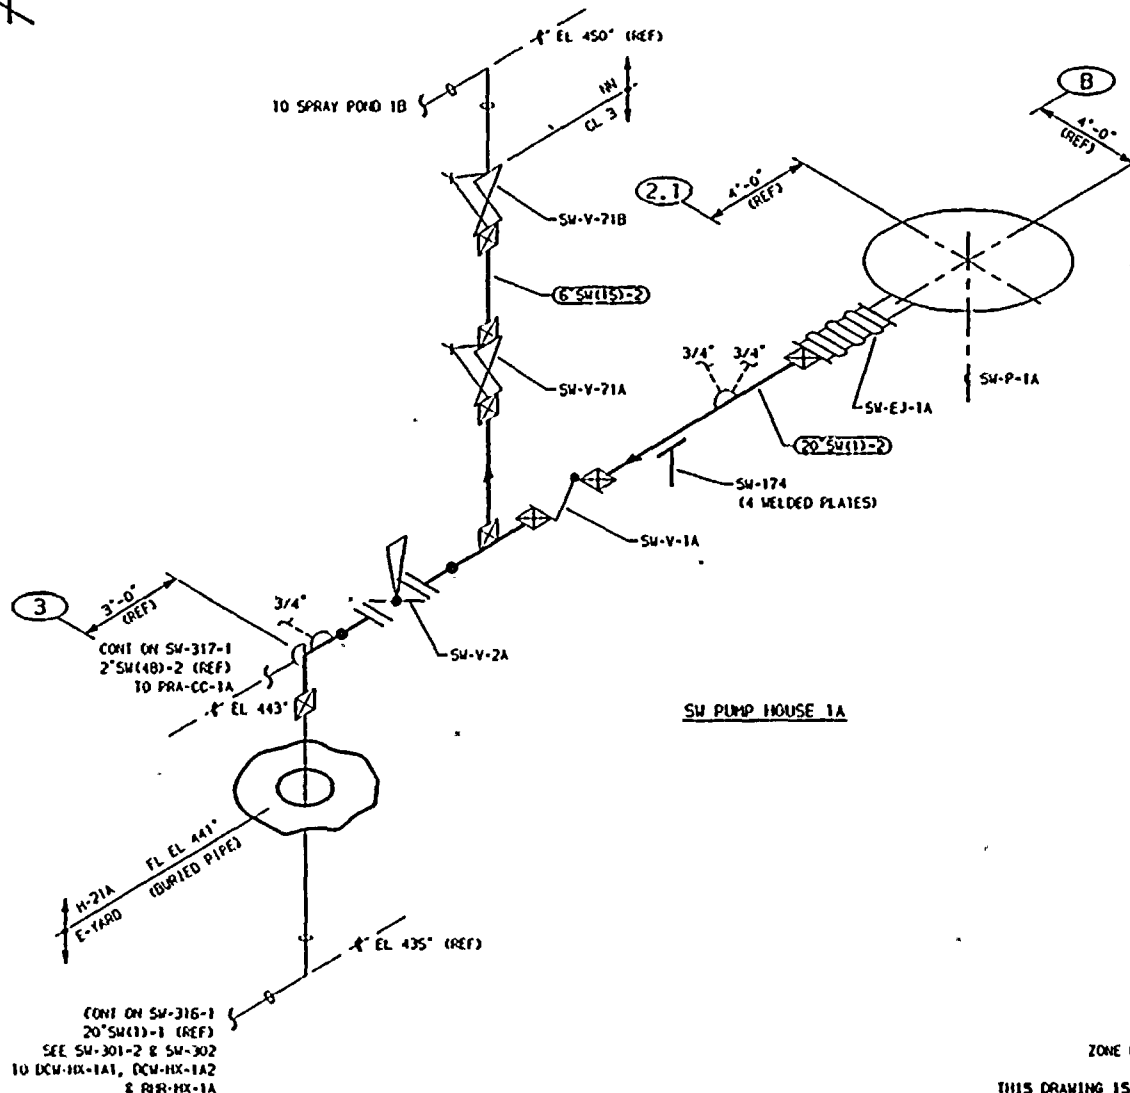 ℄ EL 450' (REF)
TO SPRAY POND 1B
NN
CL 3
B
4'-0"
(REF)
2.1
4'-0"
(REF)
SW-V-71B
6"SW(15)-2
SW-V-71A
3/4" 3/4"
SW-P-1A
SW-EJ-1A
20"SW(1)-2
SW-174
(4 WELDED PLATES)
SW-V-1A
3
3'-0"
(REF)
3/4"
SW-V-2A
CONT ON SW-317-1
2"SW(48)-2 (REF)
TO PRA-CC-1A
℄ EL 443'
SW PUMP HOUSE 1A
FL EL 441'
(BURIED PIPE)
H-21A
E-YARD
℄ EL 435' (REF)
CONT ON SW-316-1
20"SW(1)-1 (REF)
SEE SW-301-2 & SW-302
TO DCW-HX-1A1, DCW-HX-1A2
& RHR-HX-1A
ZONE
THIS DRAWING IS